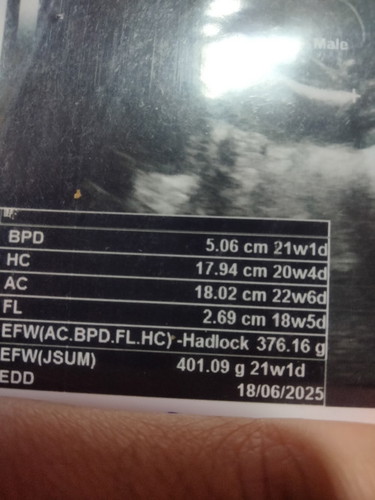 Male
BPD 5.06 cm 21w1d
HC 17.94 cm 20w4d
AC 18.02 cm 22w6d
FL 2.69 cm 18w5d
EFW(AC.BPD.FL.HC)*-Hadlock 376.16 g
EFW(JSUM) 401.09 g 21w1d
EDD 18/06/2025